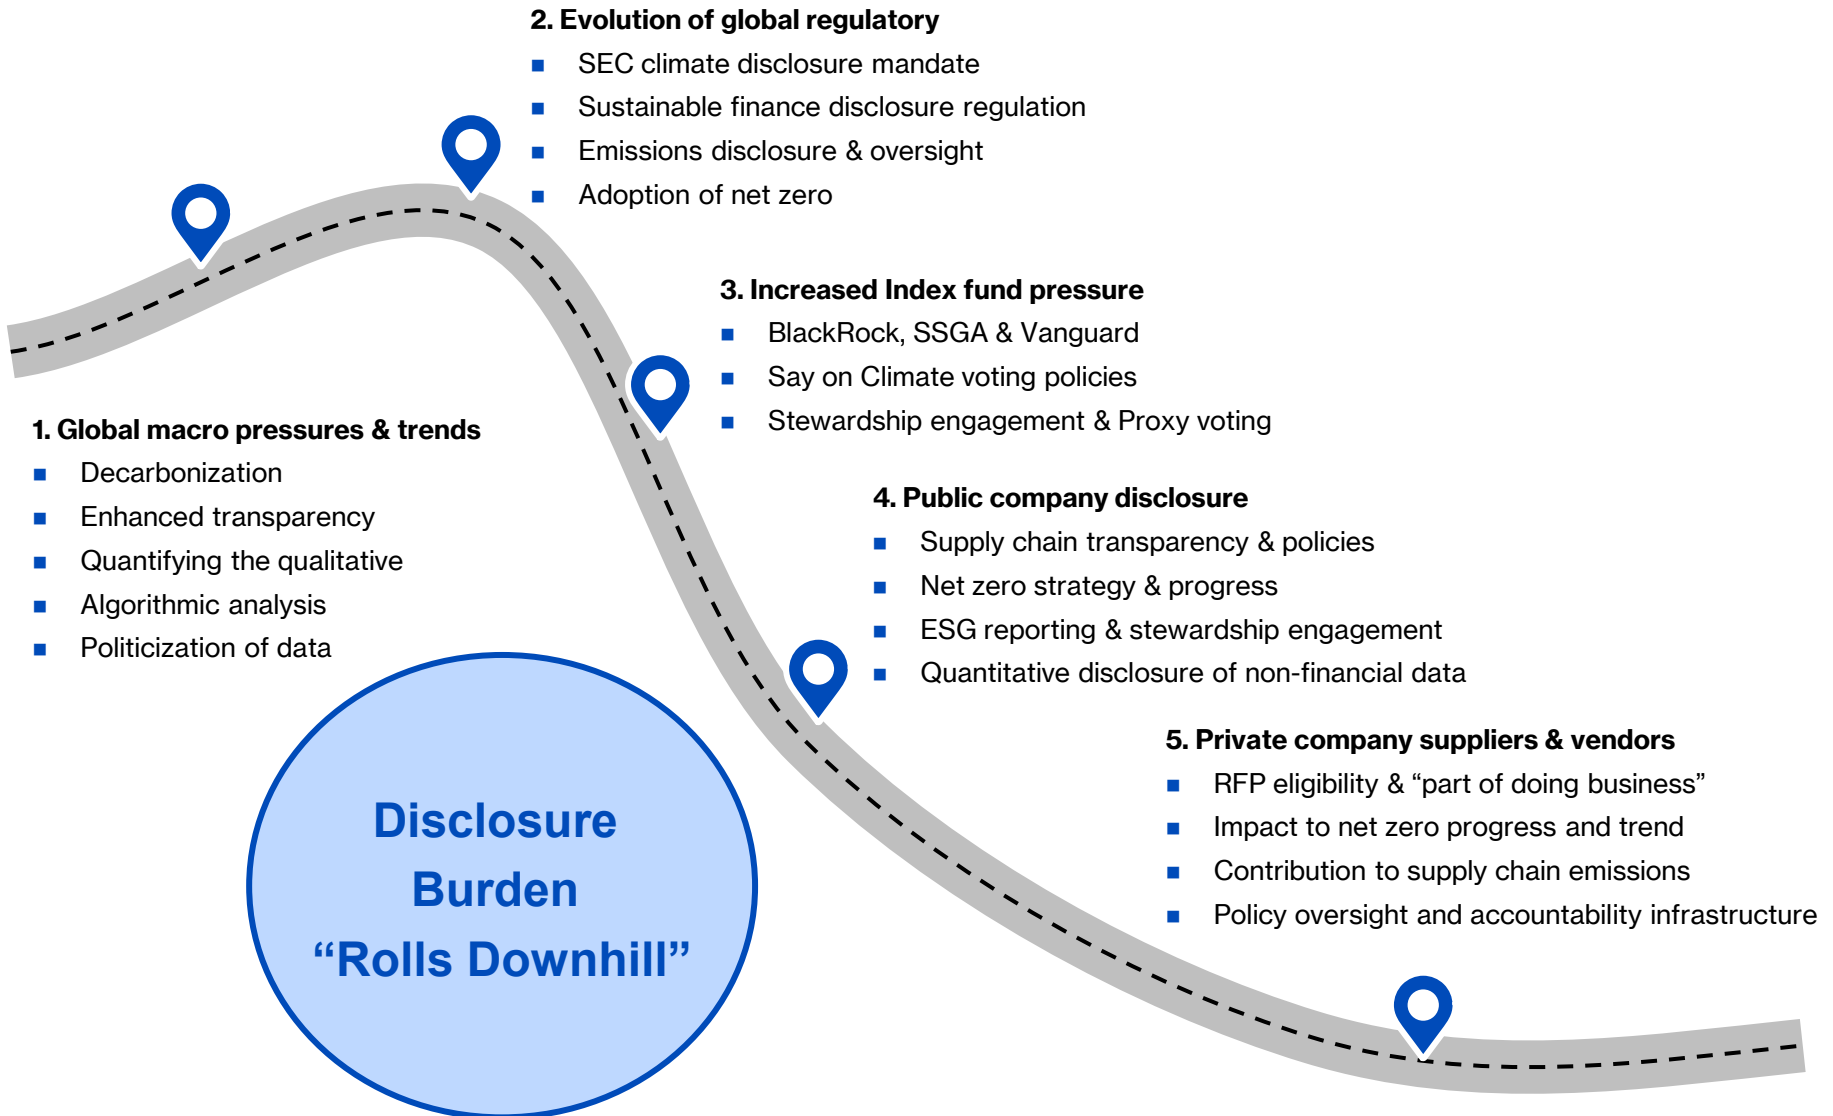 2. Evolution of global regulatory
SEC climate disclosure mandate
Sustainable finance disclosure regulation
Emissions disclosure & oversight
Adoption of net zero
3. Increased Index fund pressure
BlackRock, SSGA & Vanguard
Say on Climate voting policies
Stewardship engagement & Proxy voting
1. Global macro pressures & trends
Decarbonization
Enhanced transparency
Quantifying the qualitative
Algorithmic analysis
Politicization of data
4. Public company disclosure
Supply chain transparency & policies
Net zero strategy & progress
ESG reporting & stewardship engagement
Quantitative disclosure of non-financial data
5. Private company suppliers & vendors
RFP eligibility & “part of doing business”
Impact to net zero progress and trend
Contribution to supply chain emissions
Policy oversight and accountability infrastructure
Disclosure
Burden
“Rolls Downhill”